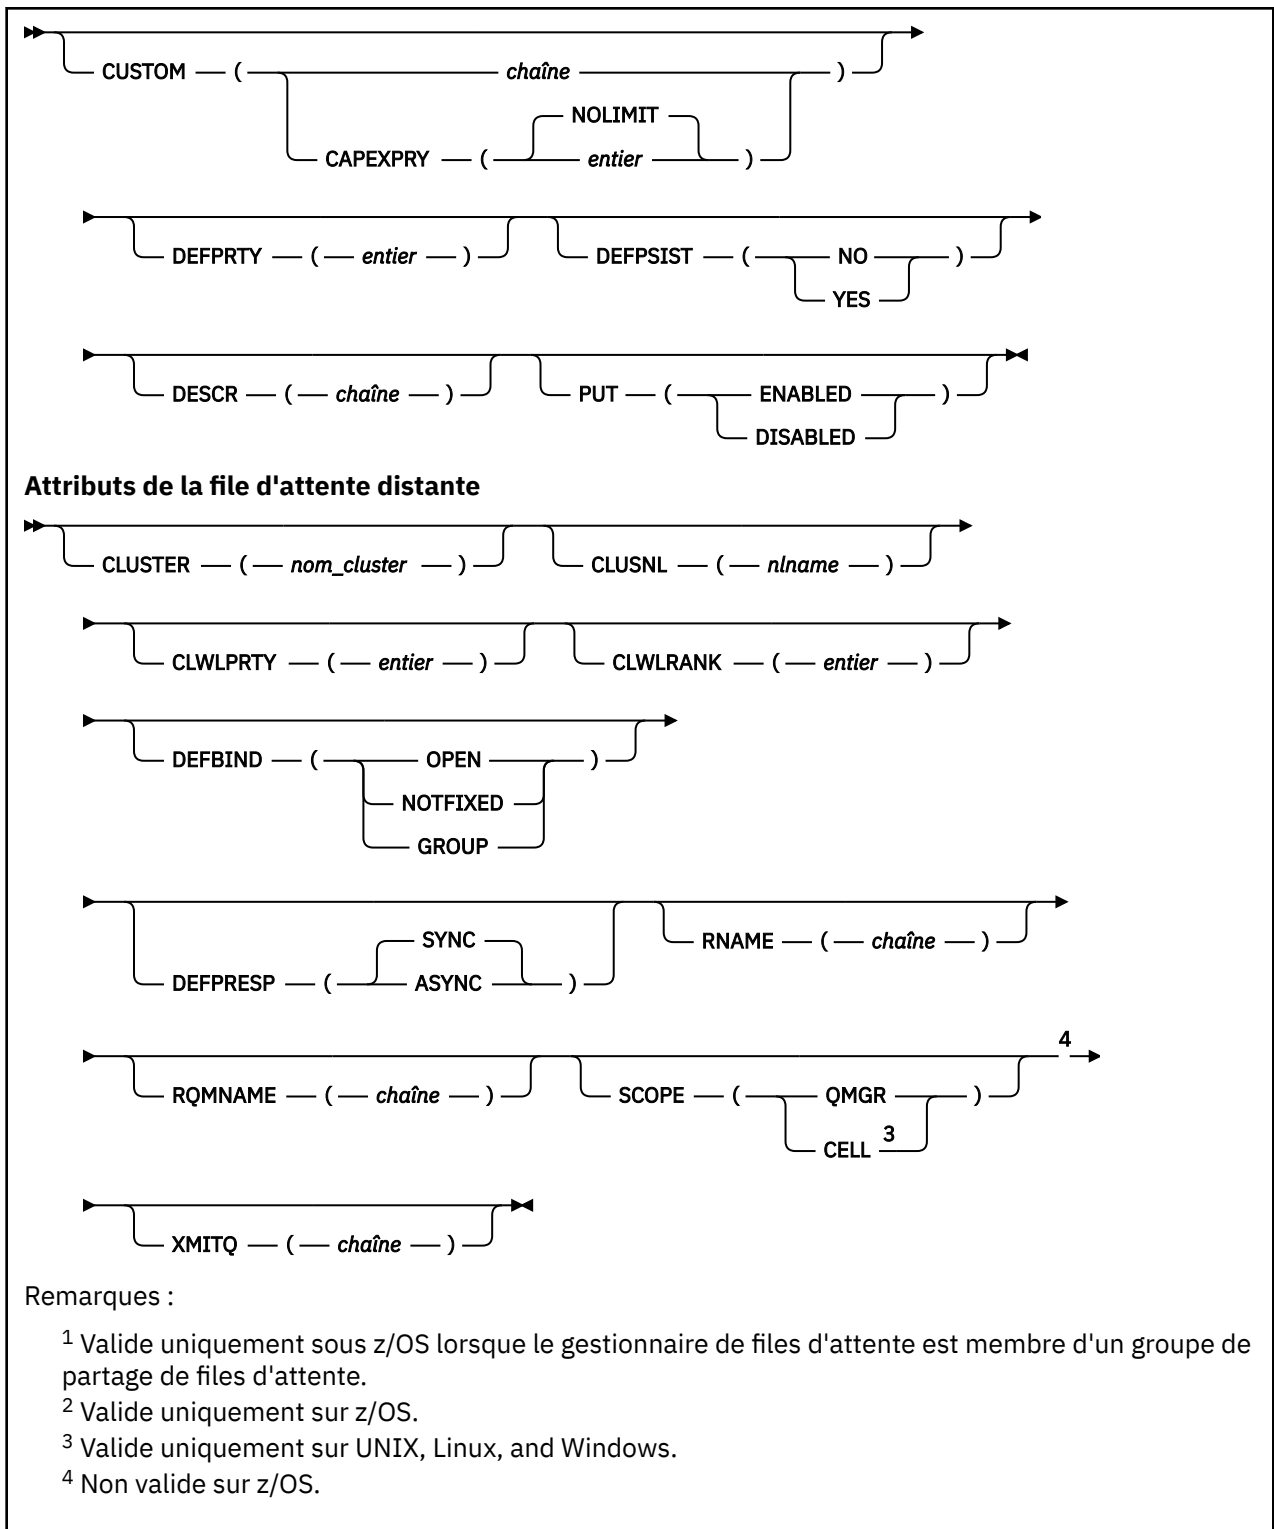 CUSTOM ( chaîne )
NOLIMIT
CAPEXPRY ( entier )
DEFPRTY ( entier ) DEFPSIST ( NO )
YES
DESCR ( chaîne ) PUT ( ENABLED )
DISABLED
Attributs de la file d'attente distante
CLUSTER ( nom_cluster ) CLUSNL ( nlname )
CLWLPRTY ( entier ) CLWLRANK ( entier )
DEFBIND ( OPEN )
NOTFIXED
GROUP
SYNC RNAME ( chaîne )
DEFPRESP ( ASYNC )
4
RQMNAME ( chaîne ) SCOPE ( QMGR )
CELL 3
XMITQ ( chaîne )
Remarques :
1 Valide uniquement sous z/OS lorsque le gestionnaire de files d'attente est membre d'un groupe de
partage de files d'attente.
2 Valide uniquement sur z/OS.
3 Valide uniquement sur UNIX, Linux, and Windows.
4 Non valide sur z/OS.